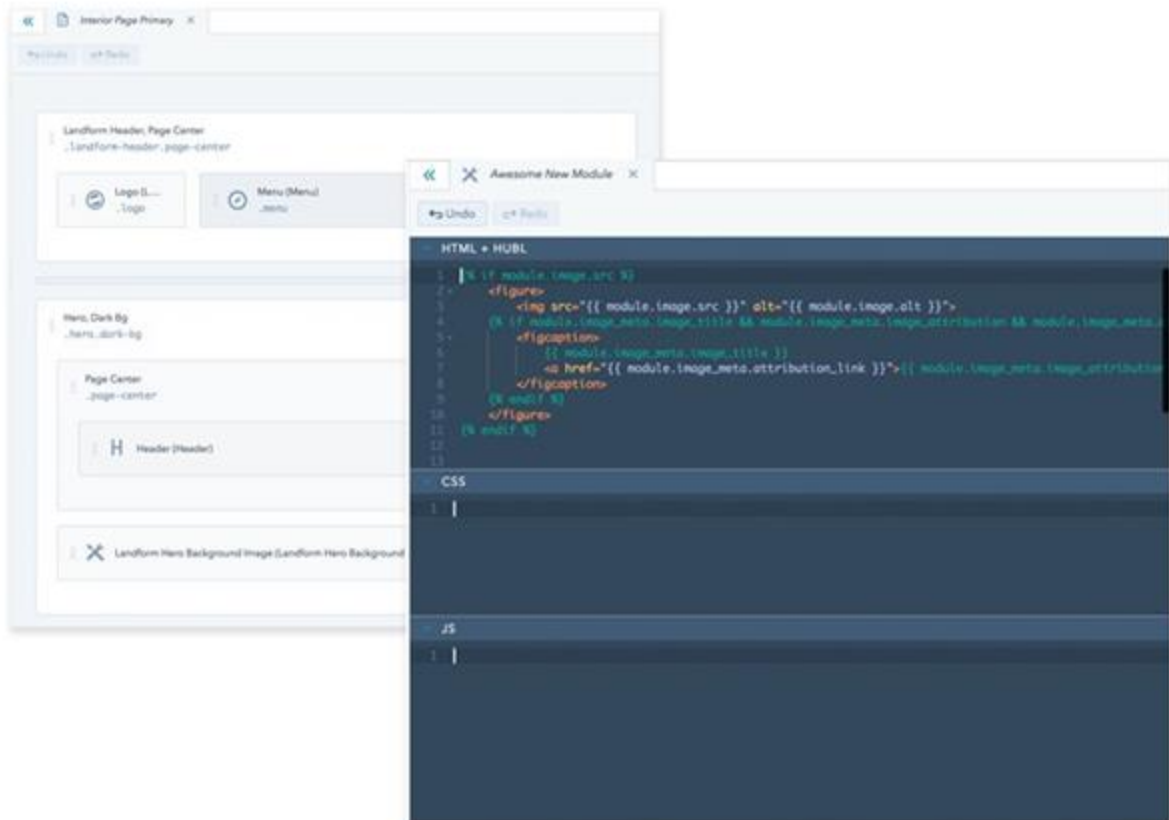 Interior Page Primary
Undo Redo
Landform Header, Page Center
.landform-header.page-center
Logo (L...
.logo
Menu (Menu)
.menu
Hero, Dark Bg
.hero.dark-bg
Page Center
.page-center
H Header (Header)
Landform Hero Background Image (Landform Hero Background
Awesome New Module
Undo Redo
HTML + HUBL
1 {% if module.image.src %}
2 <figure>
3 <img src="{{ module.image.src }}" alt="{{ module.image.alt }}">
4 {% if module.image_meta.image_title && module.image_meta.image_attribution && module.image_meta.
5 <figcaption>
6 {{ module.image_meta.image_title }}
7 <a href="{{ module.image_meta.attribution_link }}">{{ module.image_meta.image_attribution
8 </figcaption>
9 {% endif %}
10 </figure>
11 {% endif %}
12
13
CSS
1
JS
1